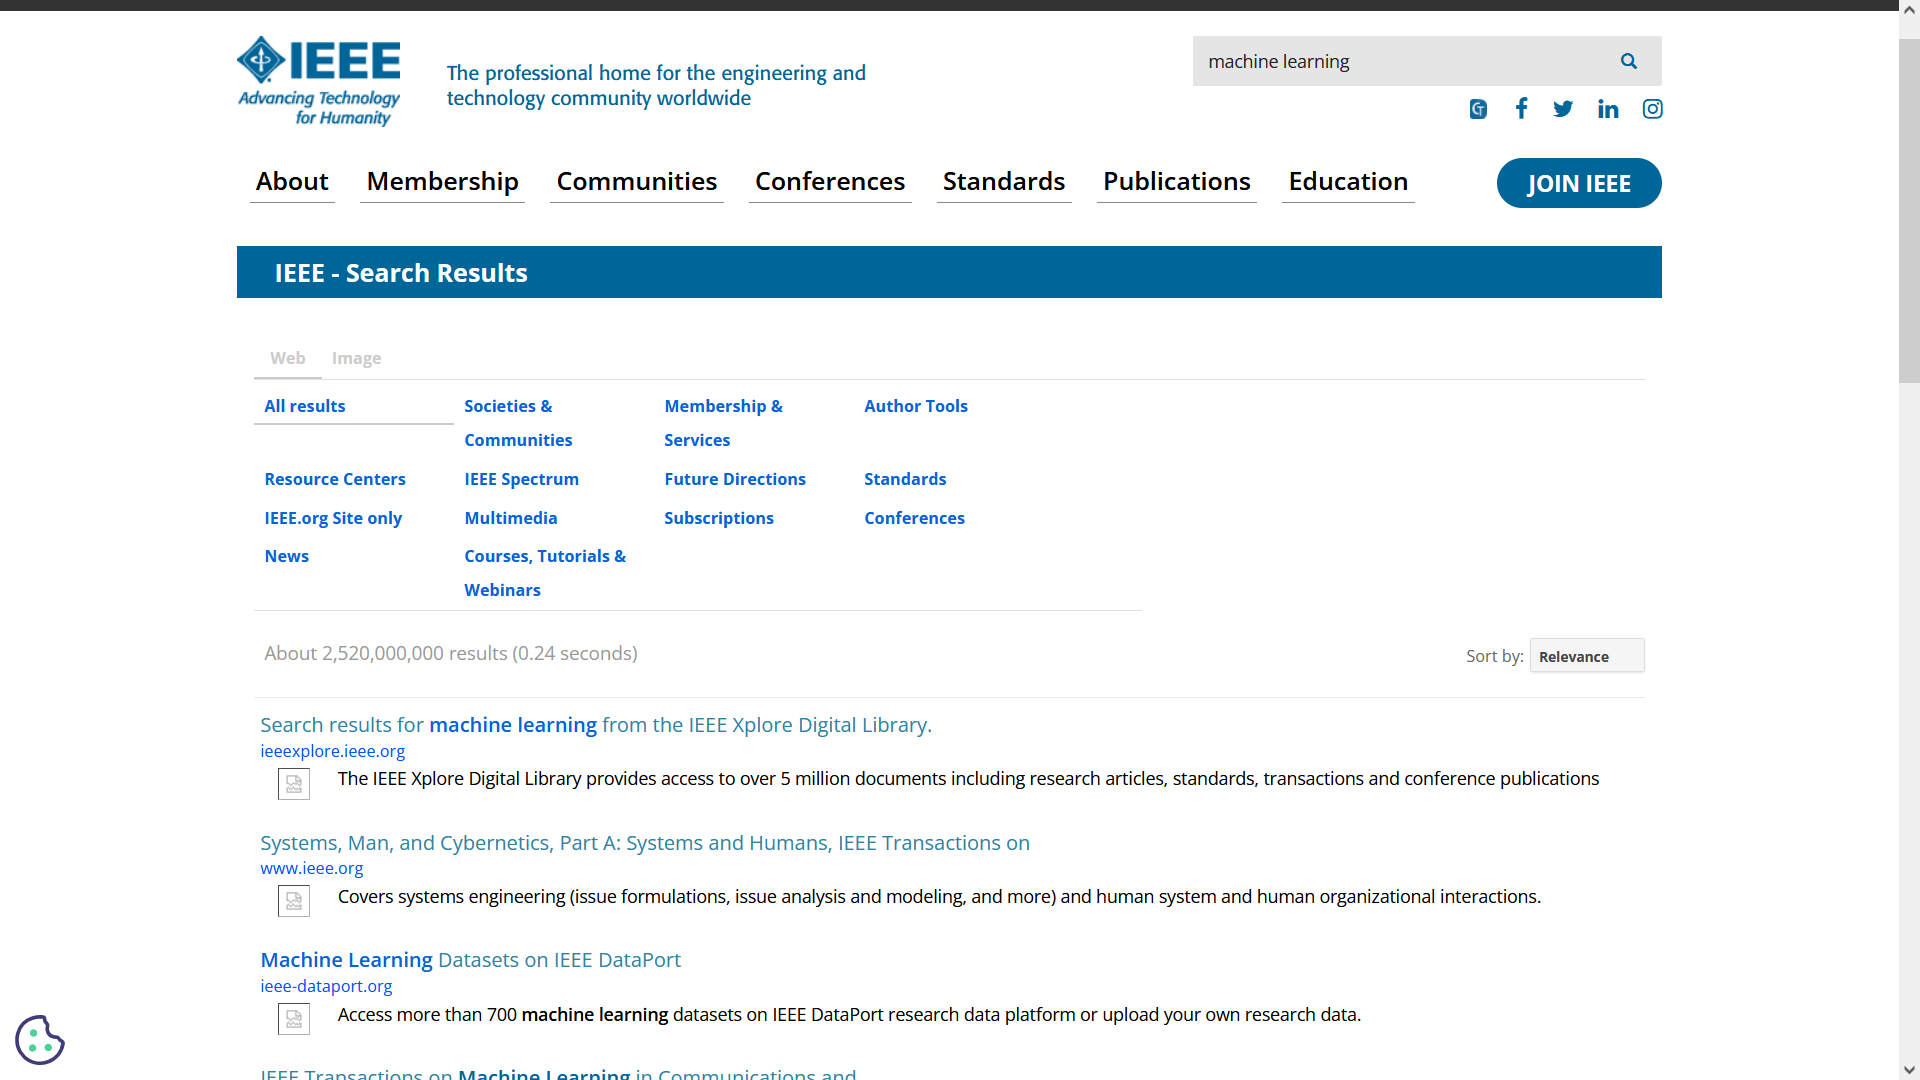 IEEE
Advancing Technology
for Humanity
The professional home for the engineering and
technology community worldwide
machine learning
About
Membership
Communities
Conferences
Standards
Publications
Education
JOIN IEEE
IEEE - Search Results
Web
Image
All results
Societies &
Communities
Membership &
Services
Author Tools
Resource Centers
IEEE Spectrum
Future Directions
Standards
IEEE.org Site only
Multimedia
Subscriptions
Conferences
News
Courses, Tutorials &
Webinars
About 2,520,000,000 results (0.24 seconds)
Sort by:
Relevance
Search results for machine learning from the IEEE Xplore Digital Library.
ieeexplore.ieee.org
The IEEE Xplore Digital Library provides access to over 5 million documents including research articles, standards, transactions and conference publications
Systems, Man, and Cybernetics, Part A: Systems and Humans, IEEE Transactions on
www.ieee.org
Covers systems engineering (issue formulations, issue analysis and modeling, and more) and human system and human organizational interactions.
Machine Learning Datasets on IEEE DataPort
ieee-dataport.org
Access more than 700 machine learning datasets on IEEE DataPort research data platform or upload your own research data.
IEEE Transactions on Machine Learning in Communications and